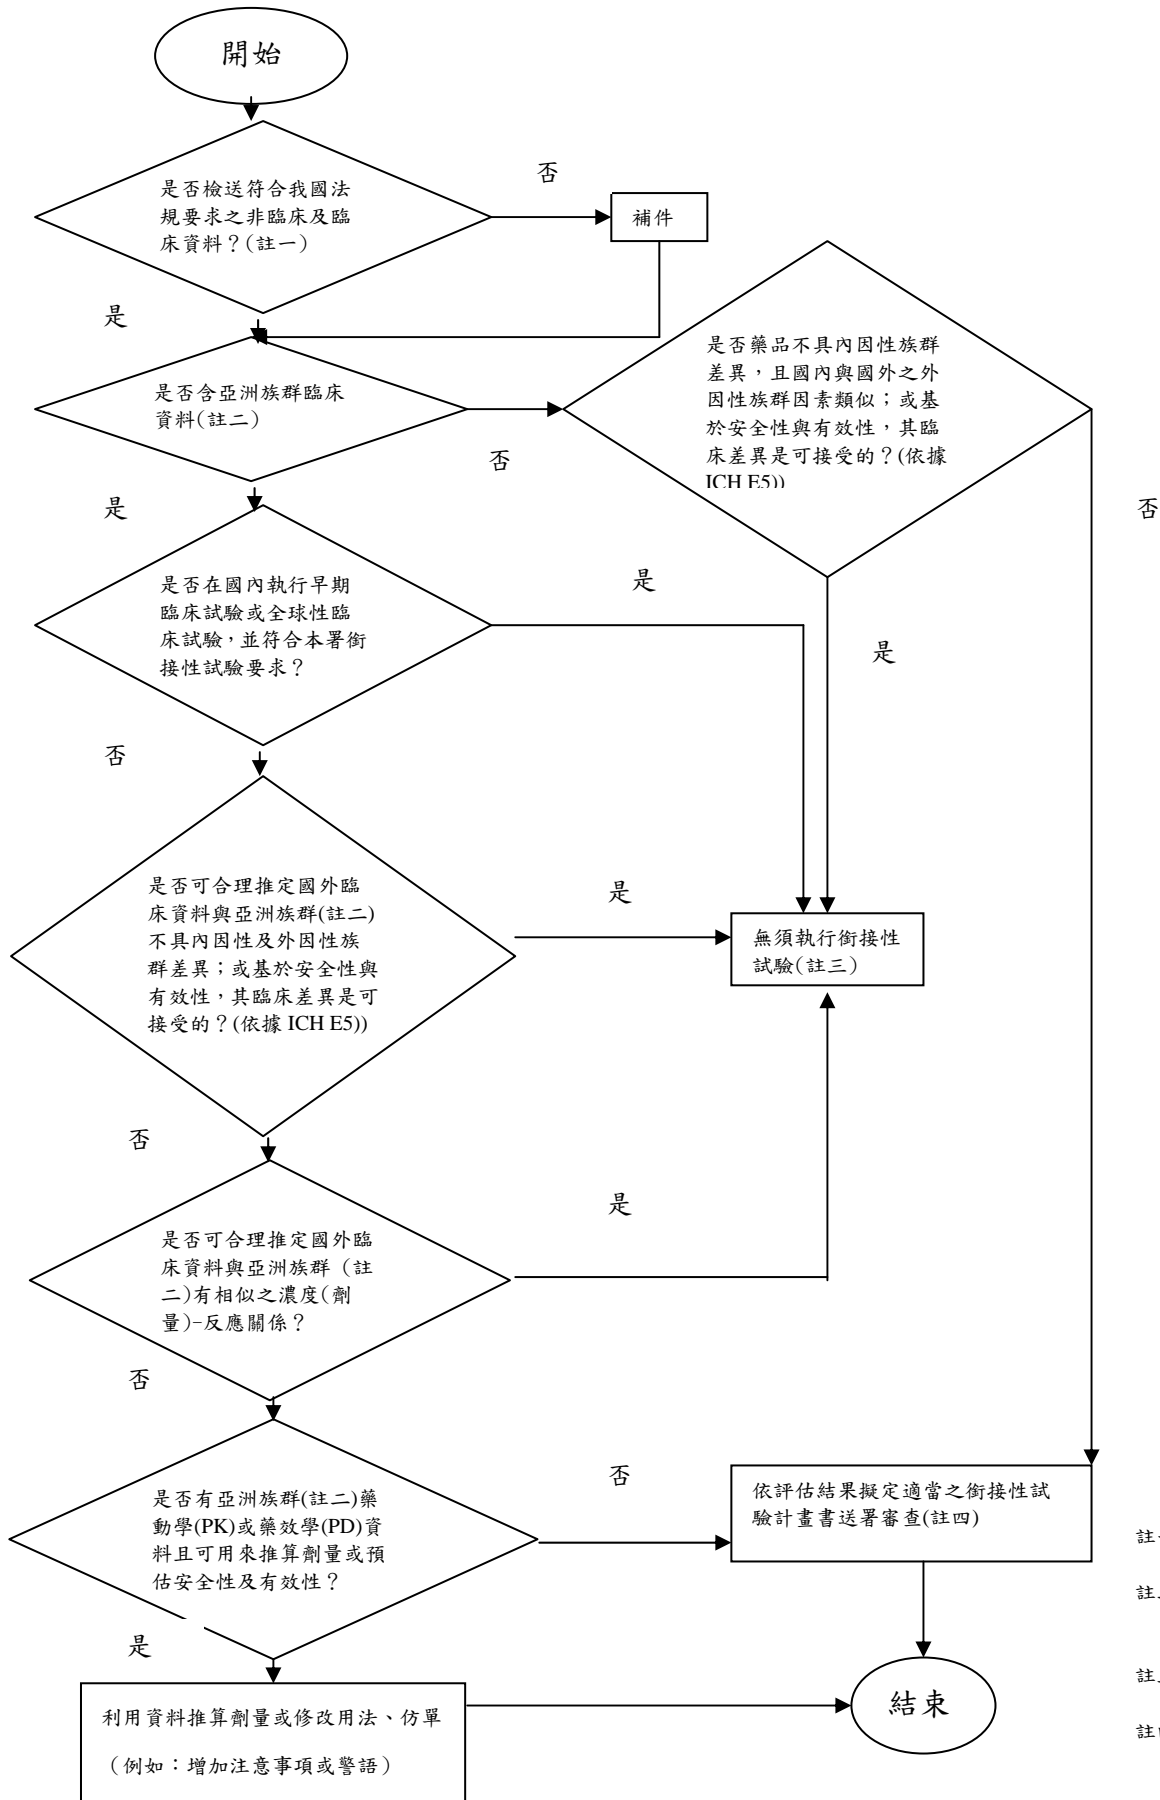 開始
是否檢送符合我國法
規要求之非臨床及臨
床資料？(註一)
否
補件
是
是否含亞洲族群臨床
資料(註二)
否
是否藥品不具內因性族群
差異，且國內與國外之外
因性族群因素類似；或基
於安全性與有效性，其臨
床差異是可接受的？(依據
ICH E5))
否
是
是
是否在國內執行早期
臨床試驗或全球性臨
床試驗，並符合本署銜
接性試驗要求？
是
否
是否可合理推定國外臨
床資料與亞洲族群(註二)
不具內因性及外因性族
群差異；或基於安全性與
有效性，其臨床差異是可
接受的？(依據 ICH E5))
是
無須執行銜接性
試驗(註三)
否
是否可合理推定國外臨
床資料與亞洲族群（註
二)有相似之濃度(劑
量)-反應關係？
是
否
是否有亞洲族群(註二)藥
動學(PK)或藥效學(PD)資
料且可用來推算劑量或預
估安全性及有效性？
否
依評估結果擬定適當之銜接性試
驗計畫書送署審查(註四)
是
利用資料推算劑量或修改用法、仿單
（例如：增加注意事項或警語）
結束
註
註
註
註